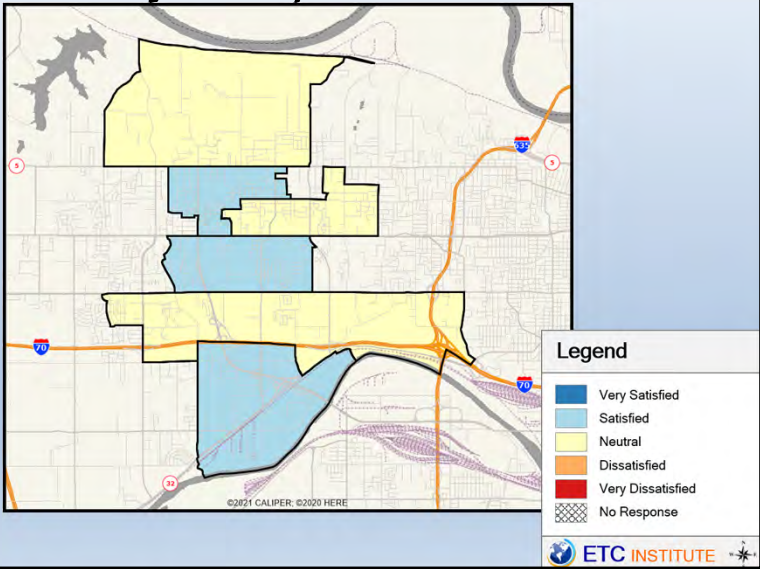 5
635
5
70
70
32
©2021 CALIPER; ©2020 HERE
Legend
Very Satisfied
Satisfied
Neutral
Dissatisfied
Very Dissatisfied
No Response
ETC INSTITUTE